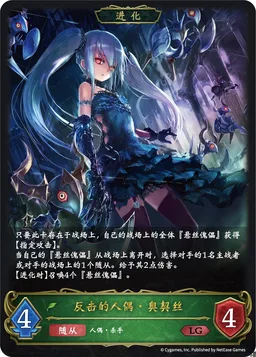 进化
只要此卡存在于战场上，自己的战场上的全体『悬丝傀儡』获得
【指定攻击】。
当自己的『悬丝傀儡』从战场上离开时，选择对手的1名主战者
或对手的战场上的1个随从。给予其2点伤害。
【进化时】召唤4个『悬丝傀儡』。
反击的人偶·奥契丝
4
随从
人偶·杀手
LG
4
© Cygames, Inc. Published by NetEase Games